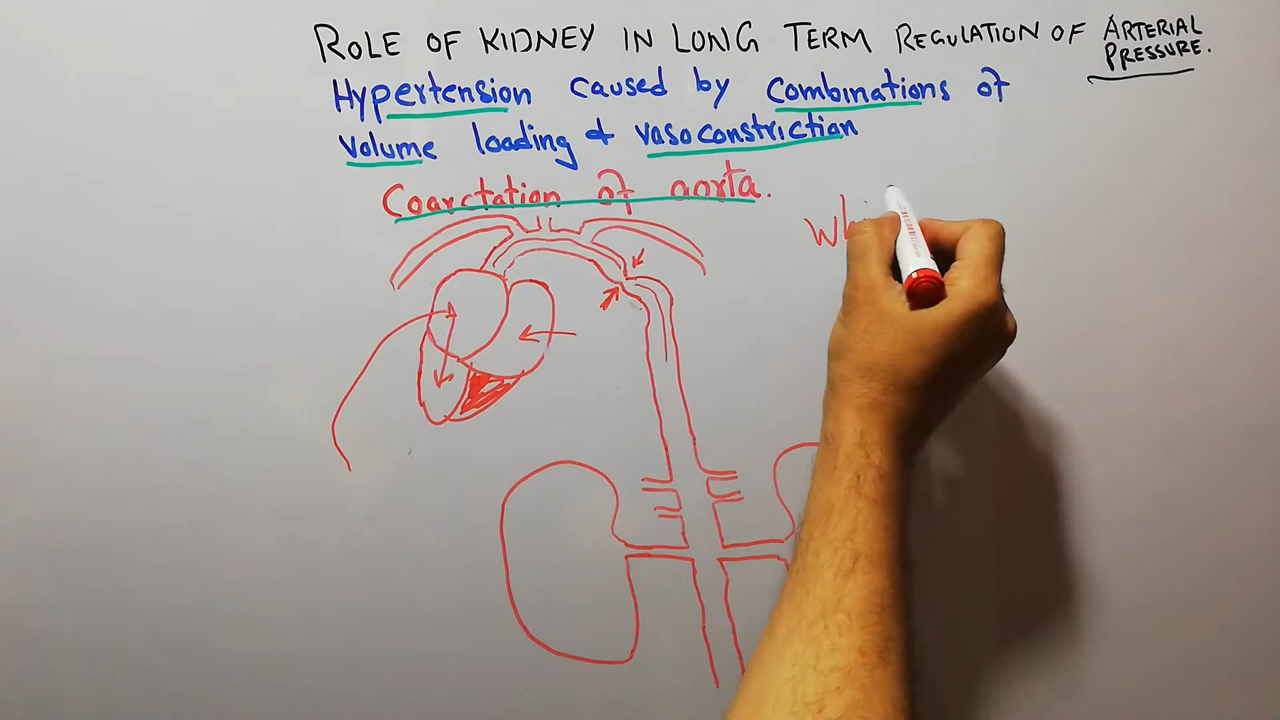 ROLE OF KIDNEY IN LONG TERM REGULATION OF ARTERIAL PRESSURE.
Hypertension caused by combinations of
volume loading & vasoconstriction
Coarctation of aorta.